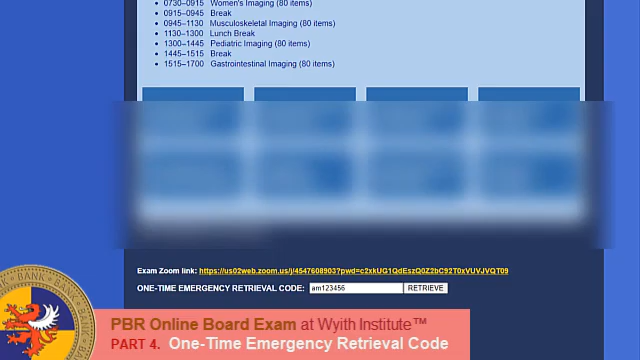 0730–0915 Women's Imaging (80 items)
0915–0945 Break
0945–1130 Musculoskeletal Imaging (80 items)
1130–1300 Lunch Break
1300–1445 Pediatric Imaging (80 items)
1445–1515 Break
1515–1700 Gastrointestinal Imaging (80 items)
Exam Zoom link: https://us02web.zoom.us/j/4547608903?pwd=c2xkUG1QdEszQ0Z2bC92T0xVUVJVQT09
ONE-TIME EMERGENCY RETRIEVAL CODE: am123456 RETRIEVE
BANK
PBR Online Board Exam at Wyith Institute™
PART 4. One-Time Emergency Retrieval Code